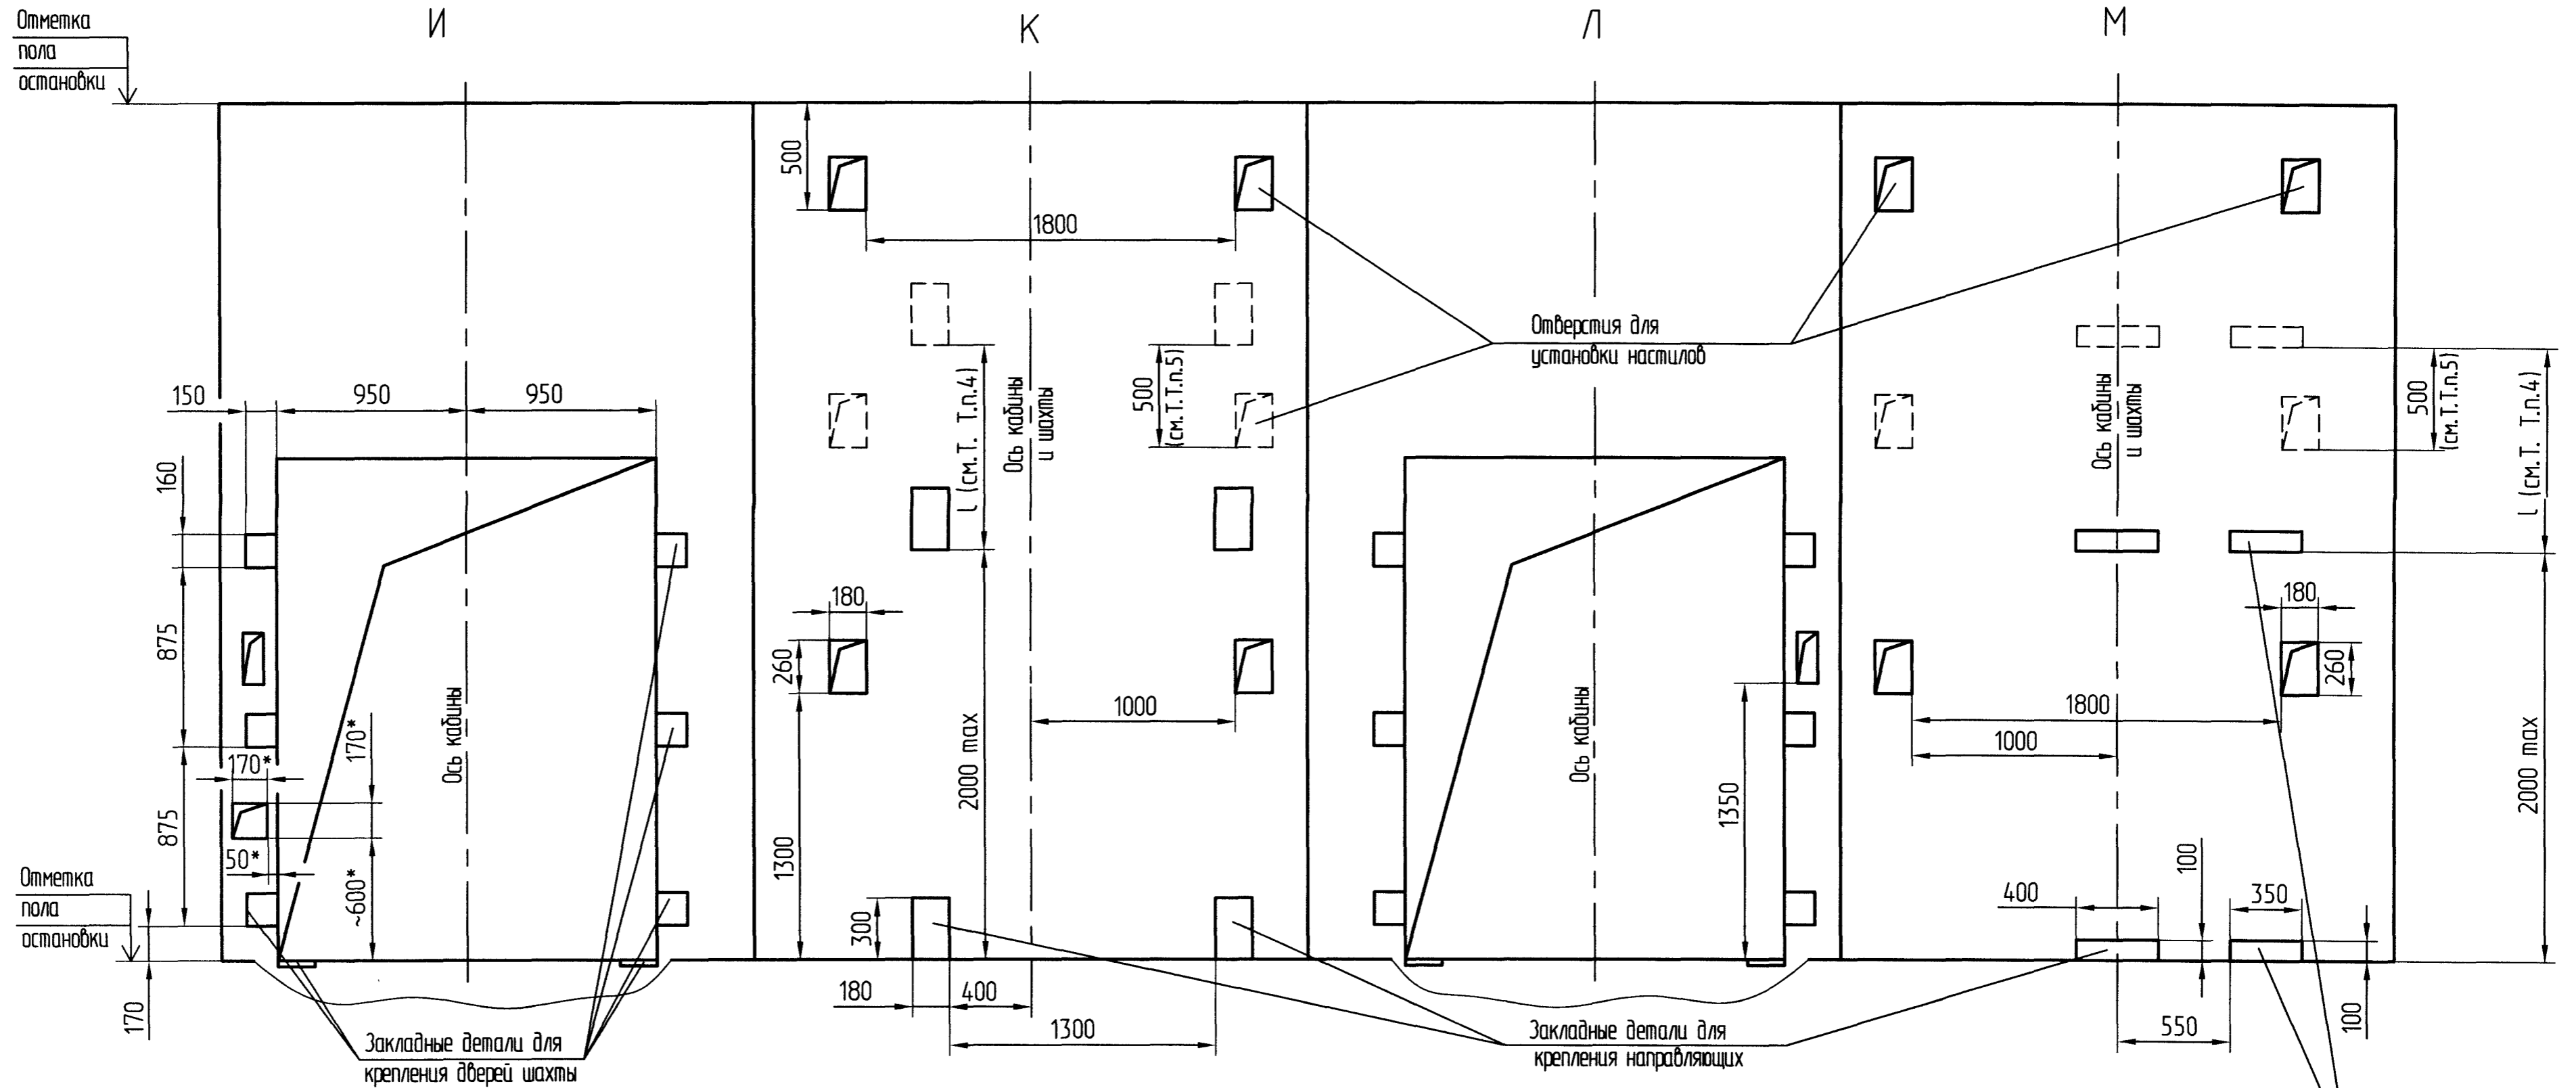 Отметка
пола
остановки
И
К
Л
М
500
1800
Отверстия для
установки настилов
150
950
950
160
875
875
170*
170*
50*
~600*
170
Ось кабины
l (см.Т. Т.п.4)
Ось кабины
и шахты
500
(см.Т.Т.п.5)
180
260
1000
2000 max
1300
300
180
400
1300
Ось кабины
1350
Ось кабины
и шахты
500
(см.Т.Т.п.5)
l (см.Т. Т.п.4)
180
260
1800
1000
2000 max
100
400
350
550
100
Отметка
пола
остановки
Закладные детали для
крепления дверей шахты
Закладные детали для
крепления направляющих